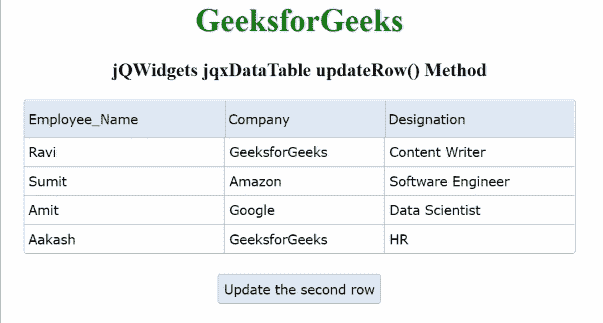 GeeksforGeeks
jQWidgets jqxDataTable updateRow() Method
Employee_Name Company Designation
Ravi GeeksforGeeks Content Writer
Sumit Amazon Software Engineer
Amit Google Data Scientist
Aakash GeeksforGeeks HR
Update the second row